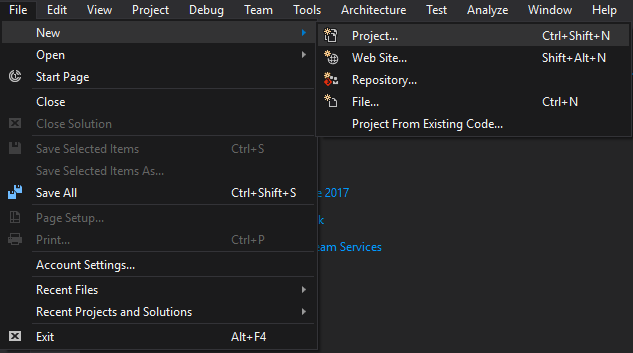 File Edit View Project Debug Team Tools Architecture Test Analyze Window Help
New
Open
Start Page
Close
Close Solution
Save Selected Items Ctrl+S
Save Selected Items As...
Save All Ctrl+Shift+S
Page Setup...
Print... Ctrl+P
Account Settings...
Recent Files
Recent Projects and Solutions
Exit Alt+F4
Project... Ctrl+Shift+N
Web Site... Shift+Alt+N
Repository...
File... Ctrl+N
Project From Existing Code...
2017
Services